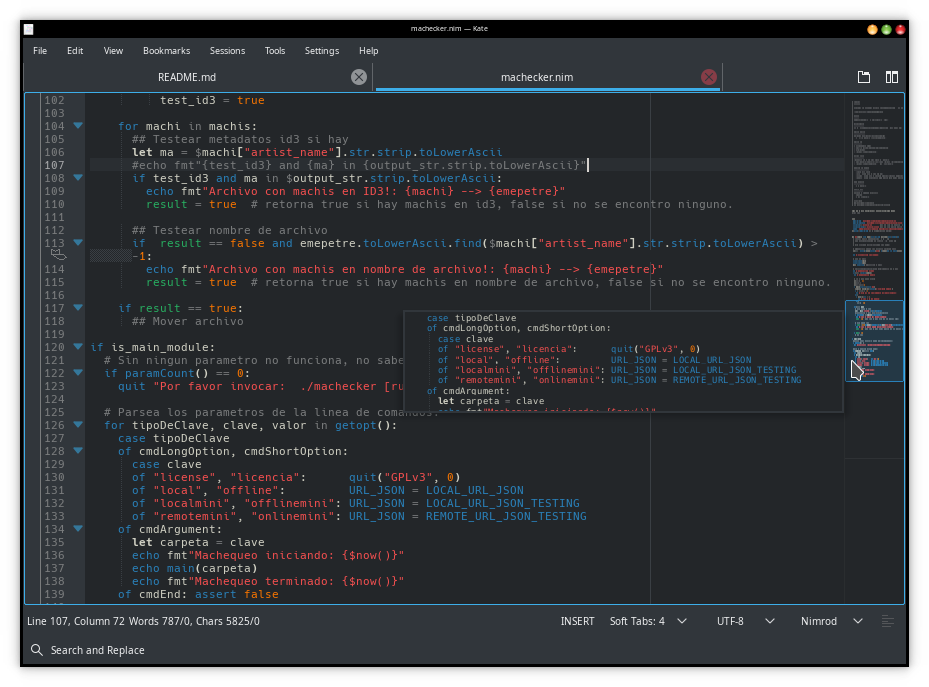 machecker.nim — Kate
File Edit View Bookmarks Sessions Tools Settings Help
README.md machecker.nim
102 test_id3 = true
103
104 for machi in machis:
105 ## Testear metadatos id3 si hay
106 let ma = $machi["artist_name"].str.strip.toLowerAscii
107 #echo fmt"{test_id3} and {ma} in {output_str.strip.toLowerAscii}"
108 if test_id3 and ma in $output_str.strip.toLowerAscii:
109 echo fmt"Archivo con machis en ID3!: {machi} --> {emepetre}"
110 result = true # retorna true si hay machis en id3, false si no se encontro ninguno.
111
112 ## Testear nombre de archivo
113 if result == false and emepetre.toLowerAscii.find($machi["artist_name"].str.strip.toLowerAscii) >
-1:
114 echo fmt"Archivo con machis en nombre de archivo!: {machi} --> {emepetre}"
115 result = true # retorna true si hay machis en nombre de archivo, false si no se encontro ninguno.
116
117 if result == true:
118 ## Mover archivo
119
120 if is_main_module:
121 # Sin ningun parametro no funciona, no sabe
122 if paramCount() == 0:
123 quit "Por favor invocar: ./machecker [ru
124
125 # Parsea los parametros de la linea de comandos.
126 for tipoDeClave, clave, valor in getopt():
127 case tipoDeClave
128 of cmdLongOption, cmdShortOption:
129 case clave
130 of "license", "licencia": quit("GPLv3", 0)
131 of "local", "offline": URL_JSON = LOCAL_URL_JSON
132 of "localmini", "offlinemini": URL_JSON = LOCAL_URL_JSON_TESTING
133 of "remotemini", "onlinemini": URL_JSON = REMOTE_URL_JSON_TESTING
134 of cmdArgument:
135 let carpeta = clave
136 echo fmt"Machequeo iniciando: {$now()}"
137 echo main(carpeta)
138 echo fmt"Machequeo terminado: {$now()}"
139 of cmdEnd: assert false
case tipoDeClave
of cmdLongOption, cmdShortOption:
case clave
of "license", "licencia": quit("GPLv3", 0)
of "local", "offline": URL_JSON = LOCAL_URL_JSON
of "localmini", "offlinemini": URL_JSON = LOCAL_URL_JSON_TESTING
of "remotemini", "onlinemini": URL_JSON = REMOTE_URL_JSON_TESTING
of cmdArgument:
let carpeta = clave
echo fmt"Machequeo iniciando: {$now()}"
Line 107, Column 72 Words 787/0, Chars 5825/0 INSERT Soft Tabs: 4 UTF-8 Nimrod
Search and Replace